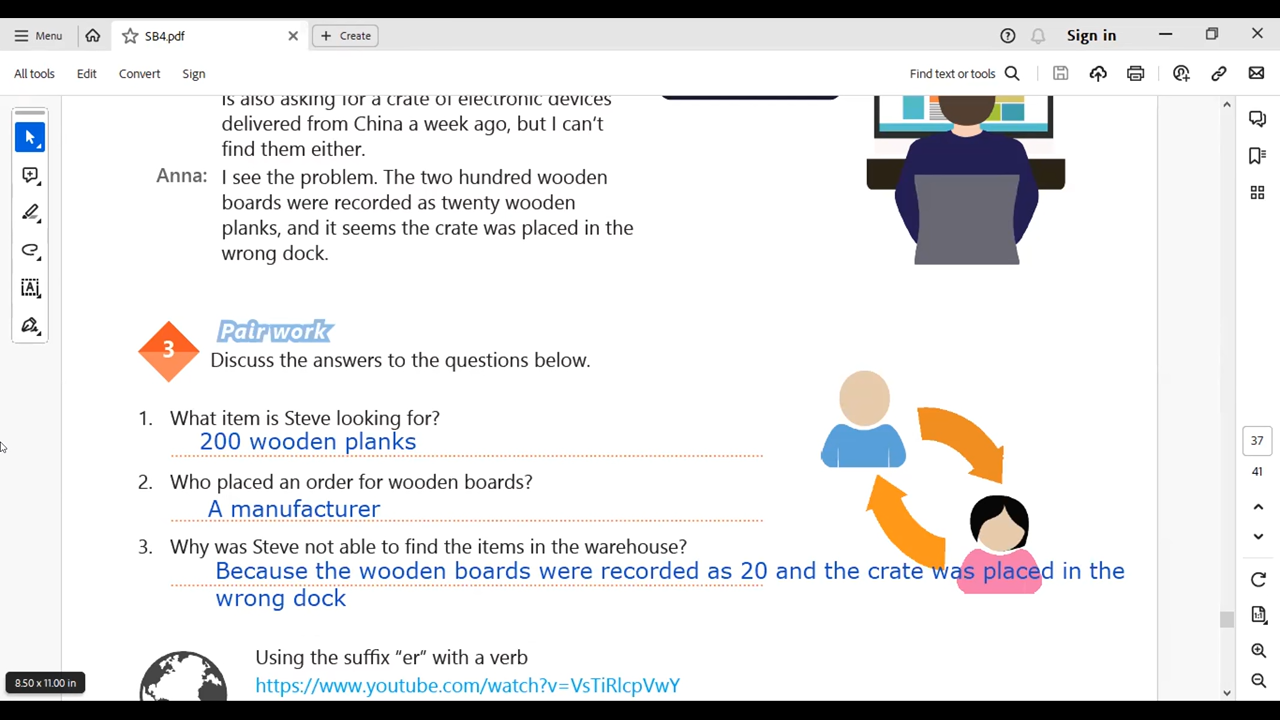 Menu
SB4.pdf
Create
Sign in
All tools
Edit
Convert
Sign
Find text or tools
is also asking for a crate of electronic devices
delivered from China a week ago, but I can't
find them either.
Anna: I see the problem. The two hundred wooden
boards were recorded as twenty wooden
planks, and it seems the crate was placed in the
wrong dock.
3
Pair work
Discuss the answers to the questions below.
1. What item is Steve looking for?
200 wooden planks
2. Who placed an order for wooden boards?
A manufacturer
3. Why was Steve not able to find the items in the warehouse?
Because the wooden boards were recorded as 20 and the crate was placed in the
wrong dock
Using the suffix "er" with a verb
https://www.youtube.com/watch?v=VsTiRlcpVwY
37
41
1:1
8.50 x 11.00 in